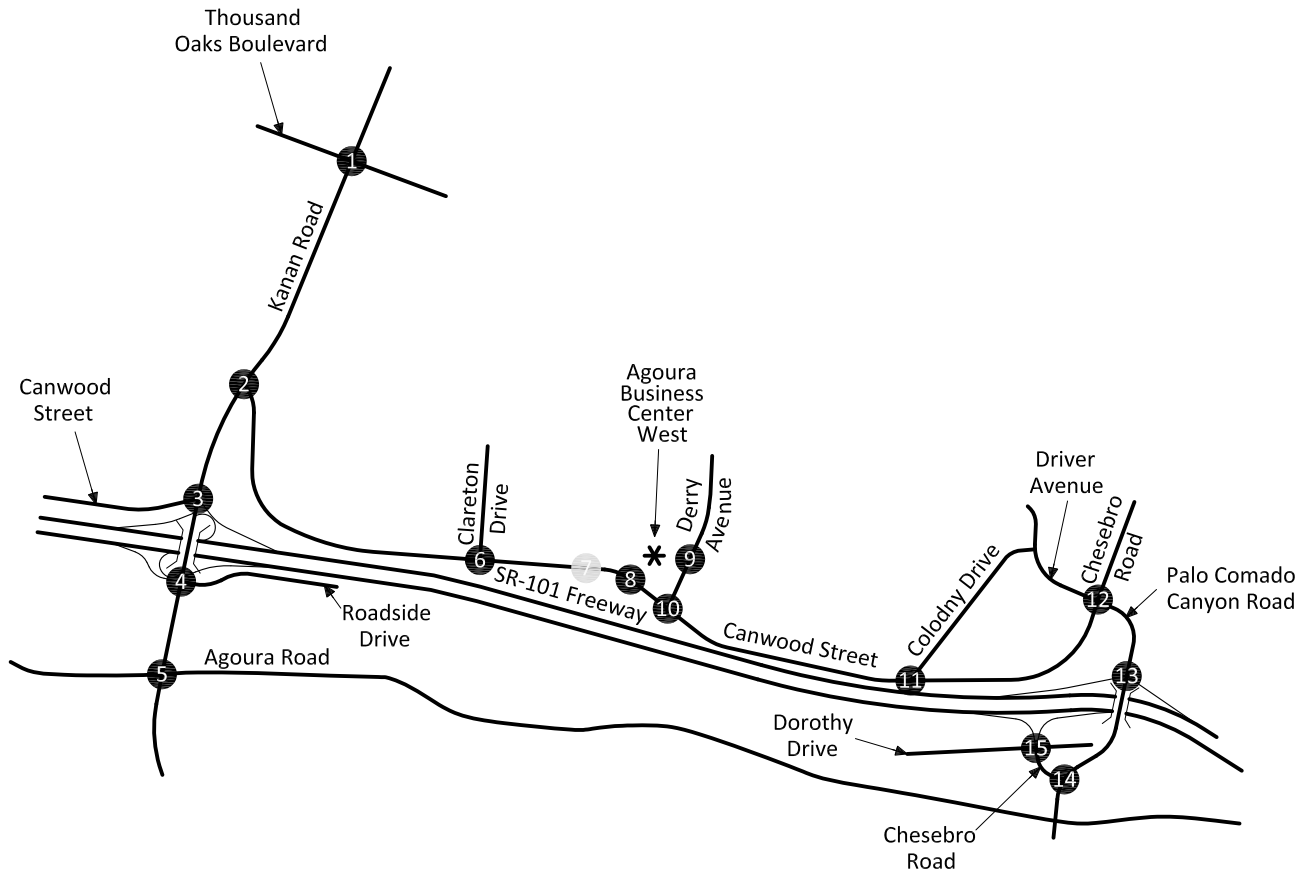 Thousand
Oaks Boulevard
1
Kanan Road
2
Canwood
Street
3
Agoura
Business
Center
West
Clareton
Drive
Derry
Avenue
Driver
Avenue
Chesebro
Road
6
7
8
9
10
SR-101 Freeway
4
Roadside
Drive
Colodny Drive
12
Palo Comado
Canyon Road
Canwood Street
5
Agoura Road
11
13
Dorothy
Drive
15
14
Chesebro
Road